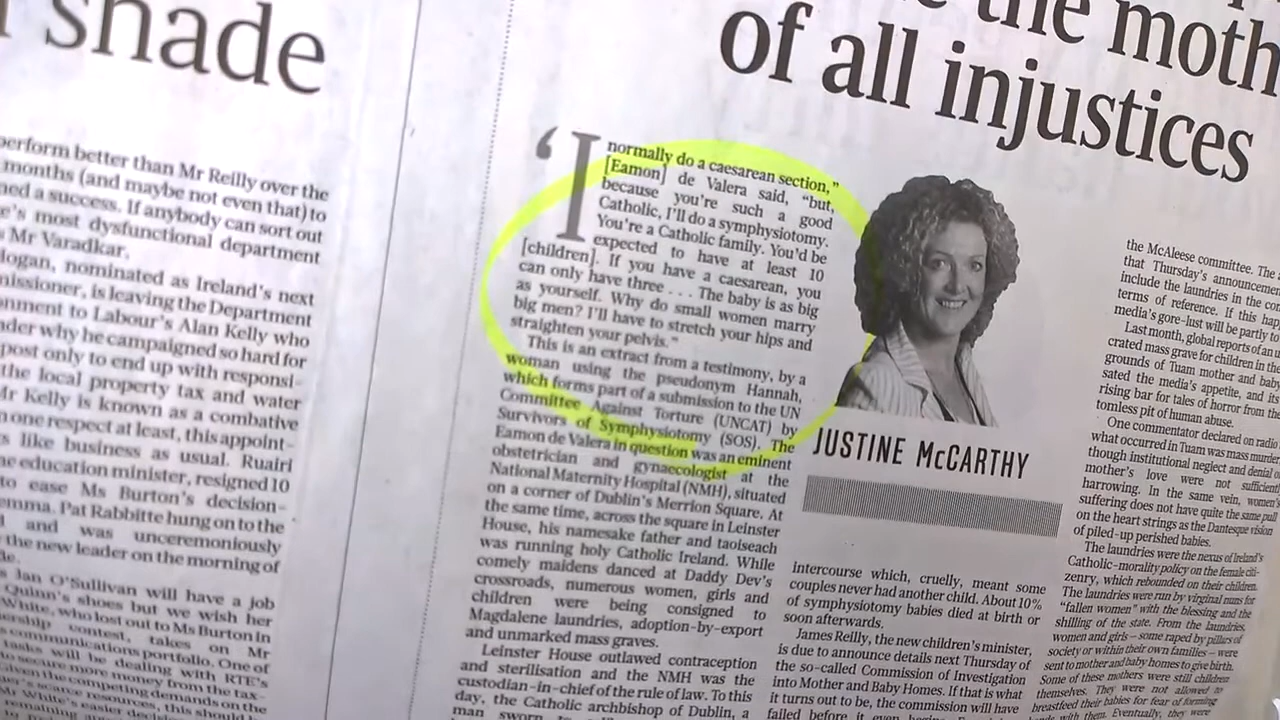 shade
perform better than Mr Reilly over the
months (and maybe not even that) to
ned a success. If anybody can sort out
e's most dysfunctional department
s Mr Varadkar.
logan, nominated as Ireland's next
missioner, is leaving the Department
onment to Labour's Alan Kelly who
nder why he campaigned so hard for
post only to end up with responsi-
the local property tax and water
Mr Kelly is known as a combative
n one respect at least, this appoint-
s like business as usual. Ruairi
he education minister, resigned 10
to ease Ms Burton's decision-
emma. Pat Rabbitte hung on to the
l and was unceremoniously
y the new leader on the morning of
Jan O'Sullivan will have a job
Quinn's shoes but we wish her
White, who lost out to Ms Burton in
contest, takes on Mr
communications portfolio. One of
tasks will be dealing with RTE's
to secure more money from the tax-
given the competing demands on the
scarce resources, this should
the moth
of all injustices
‘I normally do a caesarean section,”
[Eamon] de Valera said, “but,
because you're such a good
Catholic, I'll do a symphysiotomy.
You're a Catholic family. You'd be
expected to have at least 10
[children]. If you have a caesarean, you
can only have three . . . The baby is as big
as yourself. Why do small women marry
big men? I'll have to stretch your hips and
straighten your pelvis.”
This is an extract from a testimony, by a
woman using the pseudonym Hannah,
which forms part of a submission to the UN
Committee Against Torture (UNCAT) by
Survivors of Symphysiotomy (SOS). The
Eamon de Valera in question was an eminent
obstetrician and gynaecologist at the
National Maternity Hospital (NMH), situated
on a corner of Dublin's Merrion Square. At
the same time, across the square in Leinster
House, his namesake father and taoiseach
was running holy Catholic Ireland. While
comely maidens danced at Daddy Dev's
crossroads, numerous women, girls and
children were being consigned to
Magdalene laundries, adoption-by-export
and unmarked mass graves.
Leinster House outlawed contraception
and sterilisation and the NMH was the
custodian-in-chief of the rule of law. To this
day, the Catholic archbishop of Dublin, a
man sworn to
JUSTINE McCARTHY
intercourse which, cruelly, meant some
couples never had another child. About 10%
of symphysiotomy babies died at birth or
soon afterwards.
James Reilly, the new children's minister,
is due to announce details next Thursday of
the so-called Commission of Investigation
into Mother and Baby Homes. If that is what
it turns out to be, the commission will have
failed before it even
the McAleese committee. The
that Thursday's announcemen
include the laundries in the co
terms of reference. If this hap
media's gore-lust will be partly to
Last month, global reports of an u
crated mass grave for children in the
grounds of Tuam mother and bab
sated the media's appetite, and its
rising bar for tales of horror from the
tomless pit of human abuse.
One commentator declared on radio
what occurred in Tuam was mass murder
though institutional neglect and denial o
mother's love were not sufficient
harrowing. In the same vein, women's
suffering does not have quite the same pull
on the heart strings as the Dantesque vision
of piled-up perished babies.
The laundries were the nexus of Ireland's
Catholic-morality policy on the female citi-
zenry, which rebounded on their children.
The laundries were run by virginal nuns for
“fallen women” with the blessing and the
shilling of the state. From the laundries,
women and girls – some raped by pillars of
society or within their own families – were
sent to mother and baby homes to give birth.
Some of these mothers were still children
themselves. They were not allowed to
breastfeed their babies for fear of forming
with them. Eventually, they were